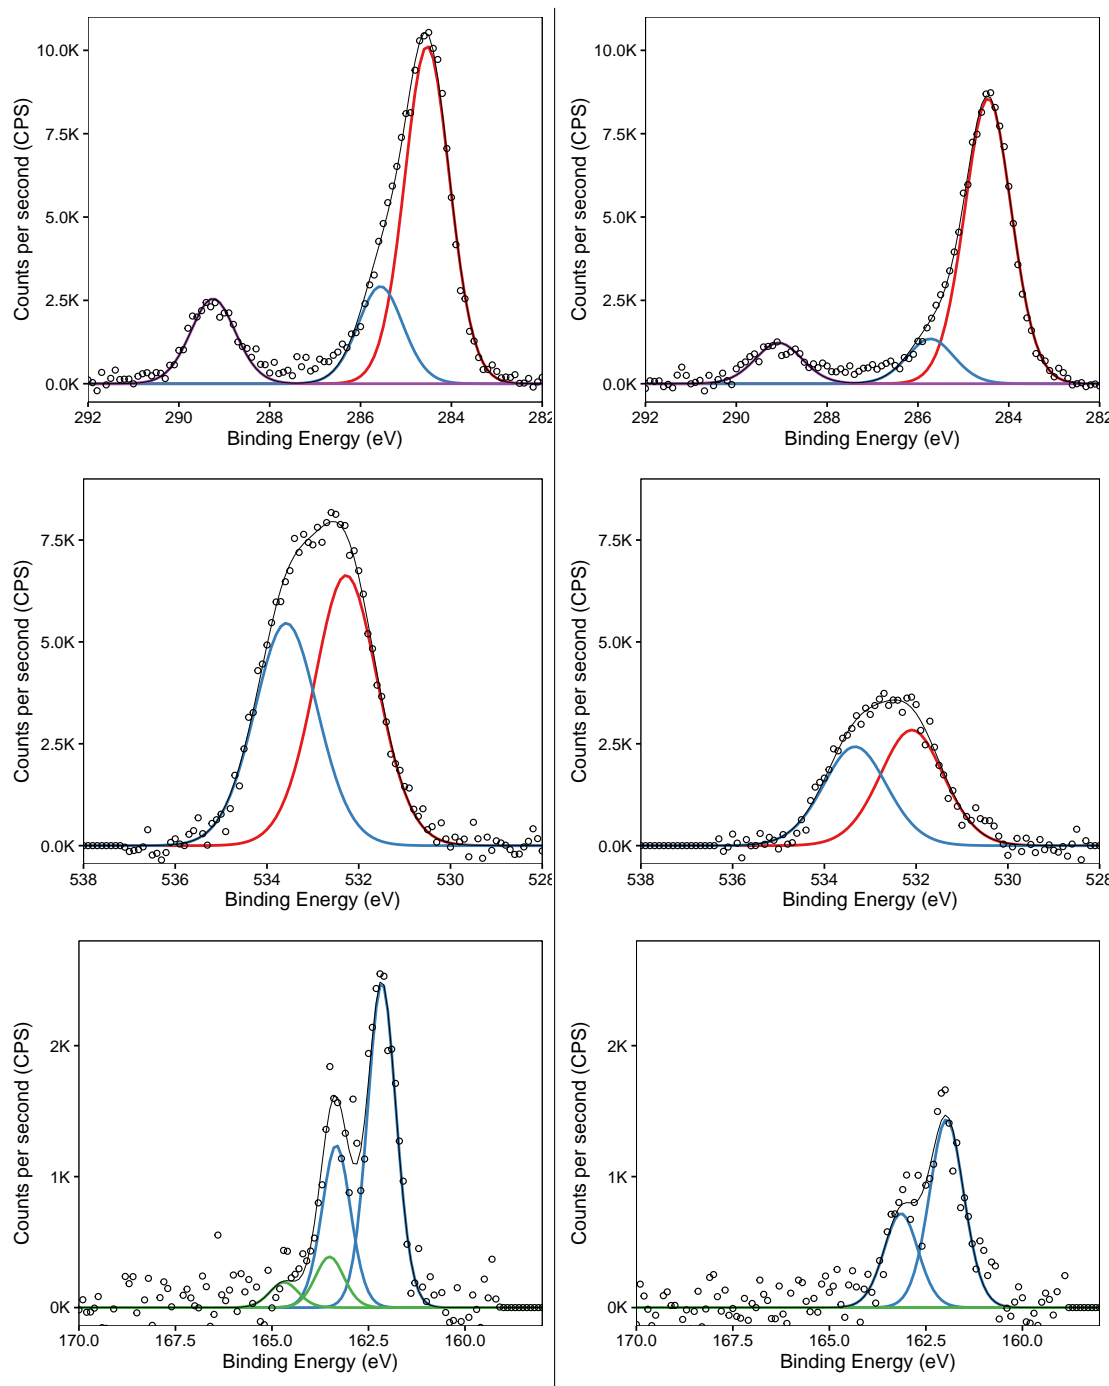 10.0K
7.5K
5.0K
2.5K
0.0K
Counts per second (CPS)
292 290 288 286 284 282
Binding Energy (eV)
10.0K
7.5K
5.0K
2.5K
0.0K
Counts per second (CPS)
292 290 288 286 284 282
Binding Energy (eV)
7.5K
5.0K
2.5K
0.0K
Counts per second (CPS)
538 536 534 532 530 528
Binding Energy (eV)
7.5K
5.0K
2.5K
0.0K
Counts per second (CPS)
538 536 534 532 530 528
Binding Energy (eV)
2K
1K
0K
Counts per second (CPS)
170.0 167.5 165.0 162.5 160.0
Binding Energy (eV)
2K
1K
0K
Counts per second (CPS)
170.0 167.5 165.0 162.5 160.0
Binding Energy (eV)